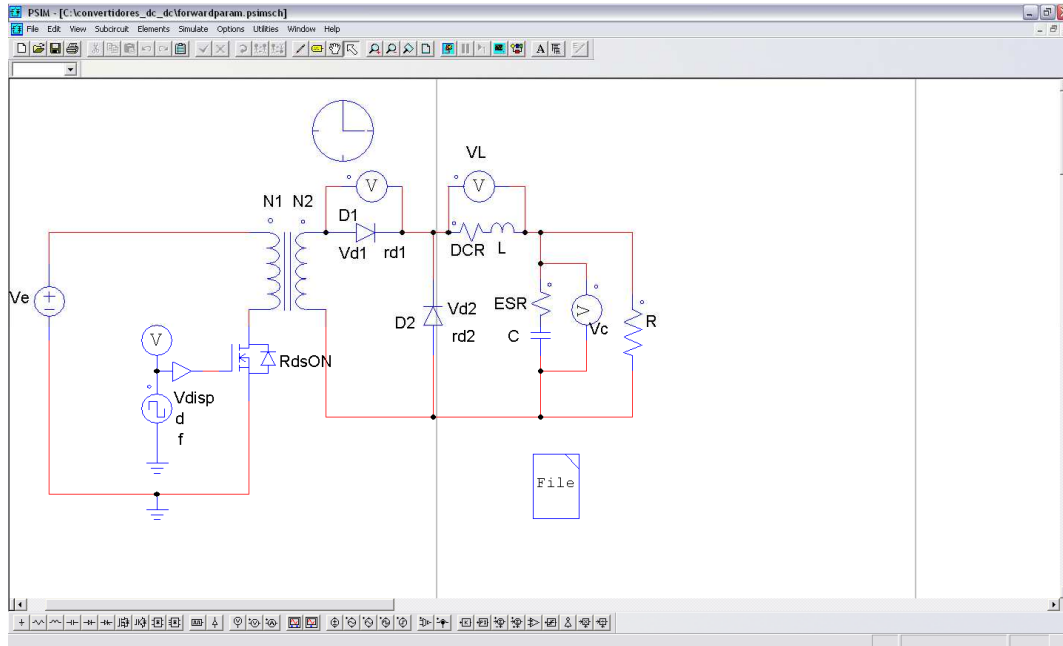 PSIM - [C:\convertidores_dc_dc\forwardparam.psimsch]
File Edit View Subcircuit Elements Simulate Options Utilities Window Help
VL
V V
N1 N2
D1
Vd1 rd1
DCR L
Ve
Vd2
D2
rd2
ESR
C
V
Vc
R
V
RdsON
Vdisp
d
f
File